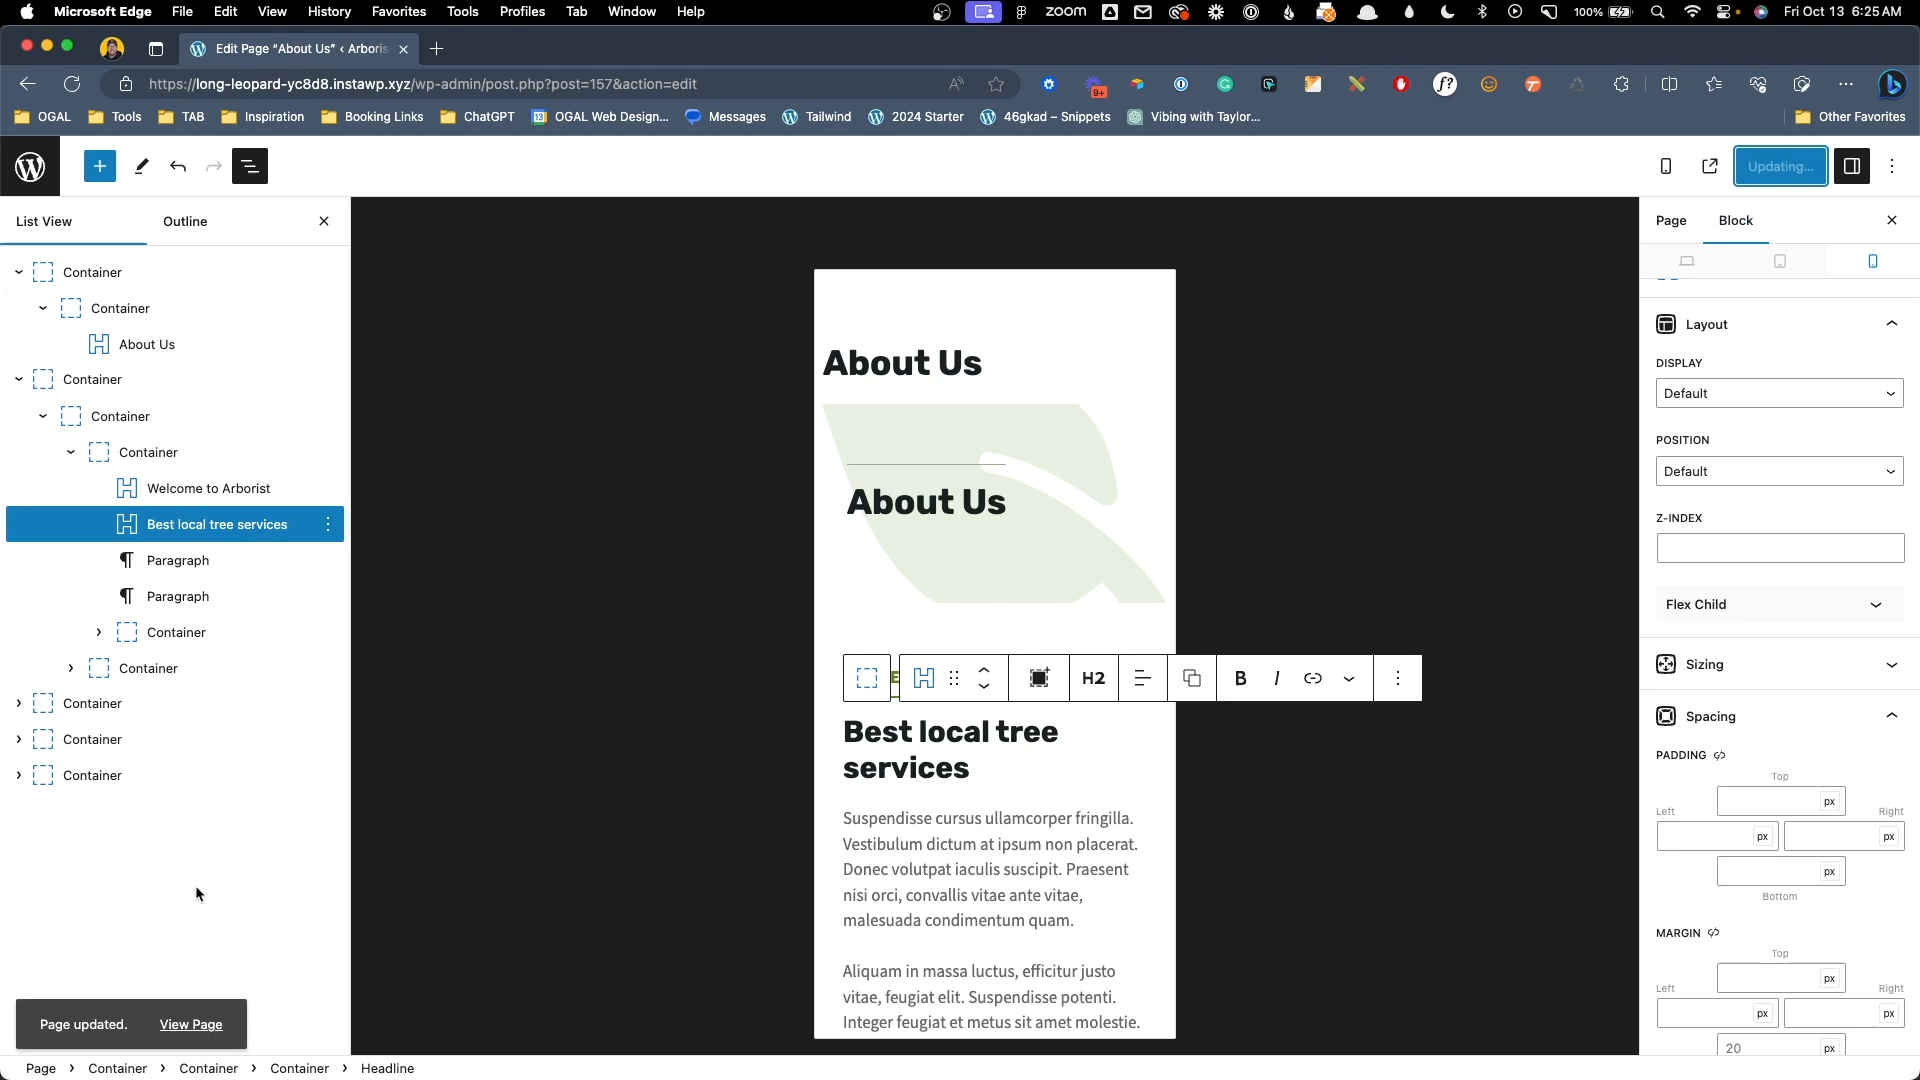 Microsoft Edge File Edit View History Favorites Tools Profiles Tab Window Help zoom 100% Fri Oct 13 6:25 AM
Edit Page “About Us” ‹ Arboris
https://long-leopard-yc8d8.instawp.xyz/wp-admin/post.php?post=157&action=edit
9+
f?
OGAL Tools TAB Inspiration Booking Links ChatGPT 13 OGAL Web Design... Messages Tailwind 2024 Starter 46gkad – Snippets Vibing with Taylor... Other Favorites
Updating...
List View Outline
Container
Container
About Us
Container
Container
Container
Welcome to Arborist
Best local tree services
Paragraph
Paragraph
Container
Container
Container
Container
Container
Page updated. View Page
About Us
About Us
H2 B I
Best local tree
services
Suspendisse cursus ullamcorper fringilla.
Vestibulum dictum at ipsum non placerat.
Donec volutpat iaculis suscipit. Praesent
nisi orci, convallis vitae ante vitae,
malesuada condimentum quam.
Aliquam in massa luctus, efficitur justo
vitae, feugiat elit. Suspendisse potenti.
Integer feugiat et metus sit amet molestie.
Page Block
Layout
DISPLAY
Default
POSITION
Default
Z-INDEX
Flex Child
Sizing
Spacing
PADDING
Top
px
Left Right
px px
px
Bottom
MARGIN
Top
px
Left Right
px px
20 px
Page › Container › Container › Container › Headline